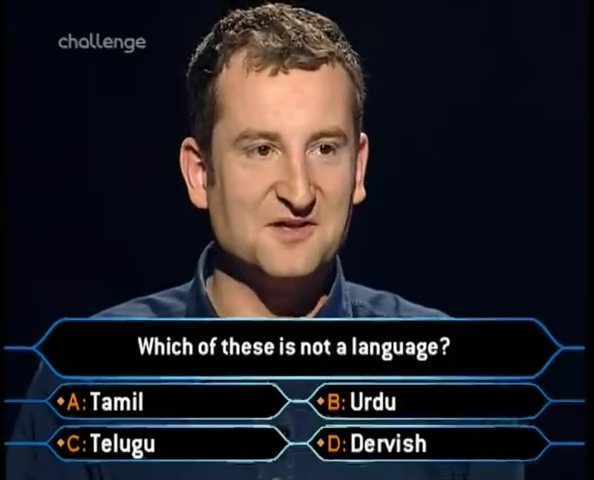 challenge
Which of these is not a language?
A: Tamil
B: Urdu
C: Telugu
D: Dervish